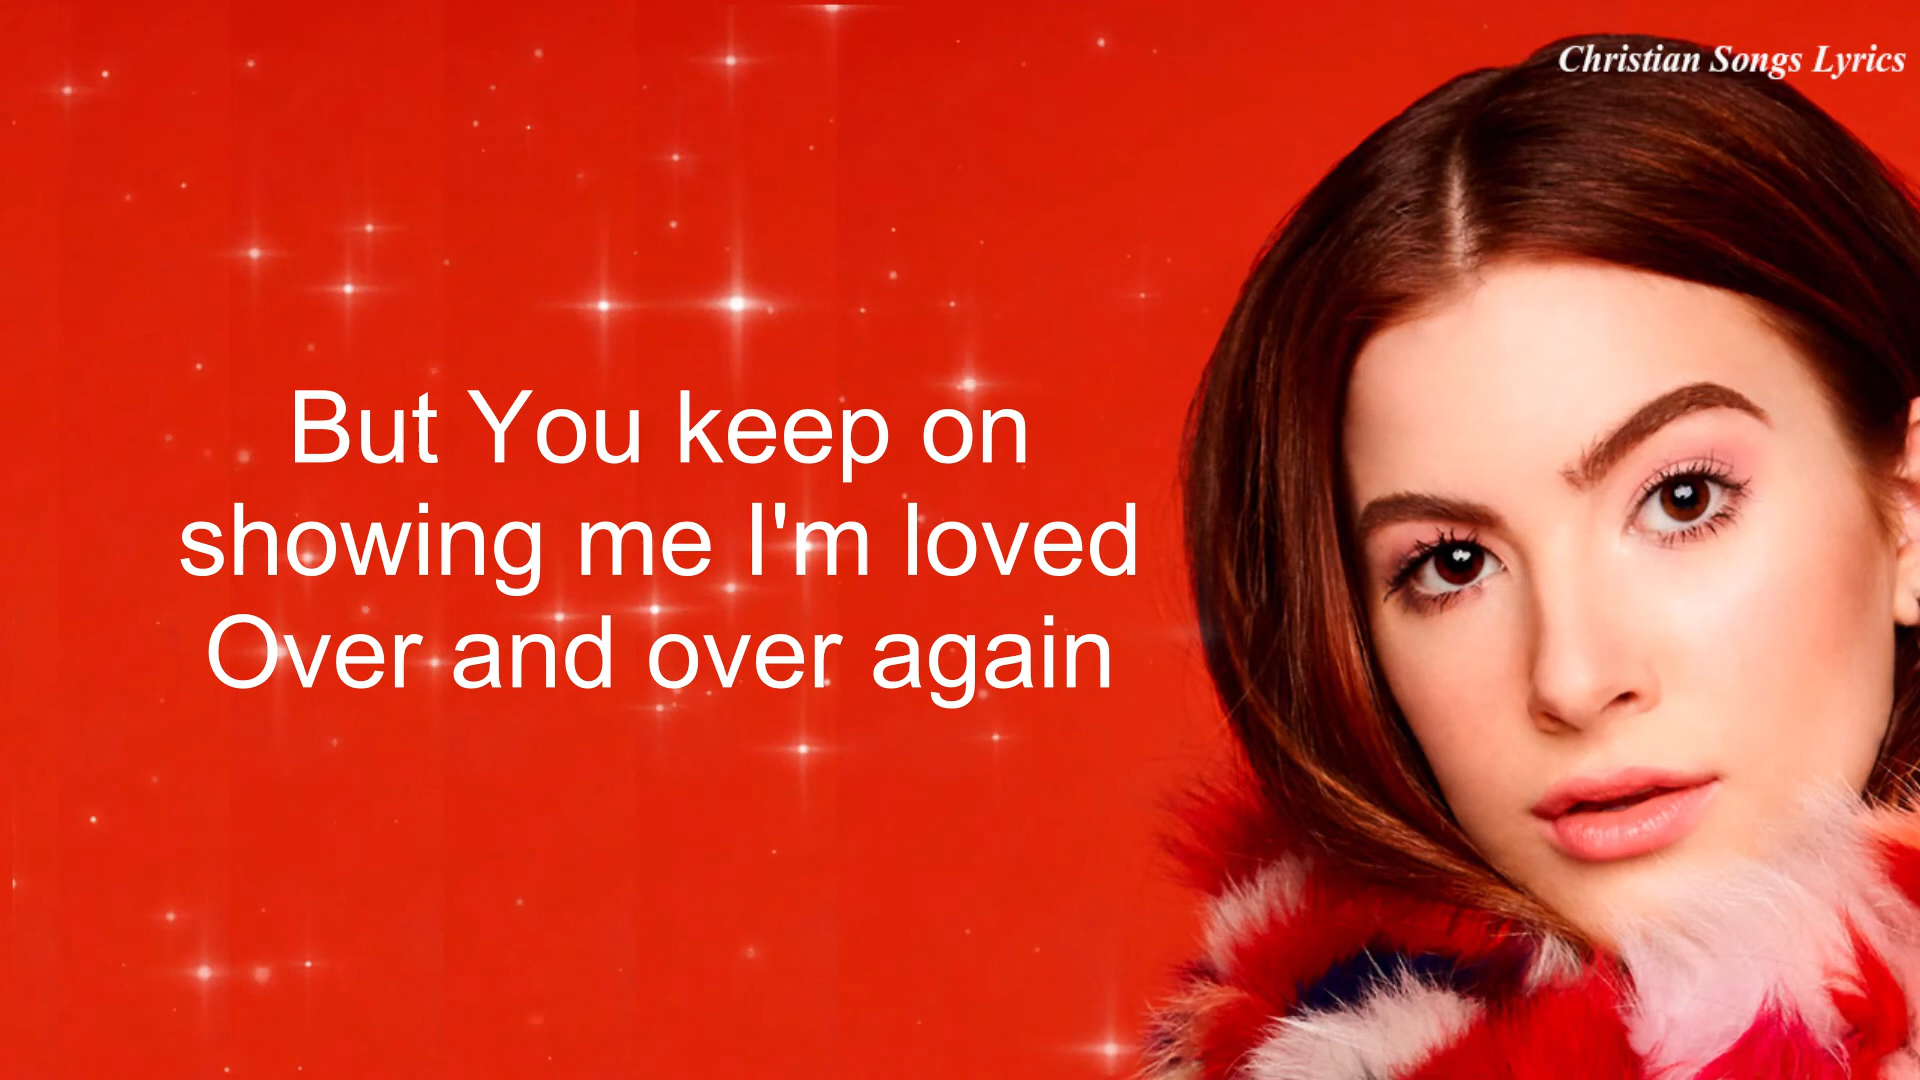 Christian Songs Lyrics
But You keep on
showing me I'm loved
Over and over again